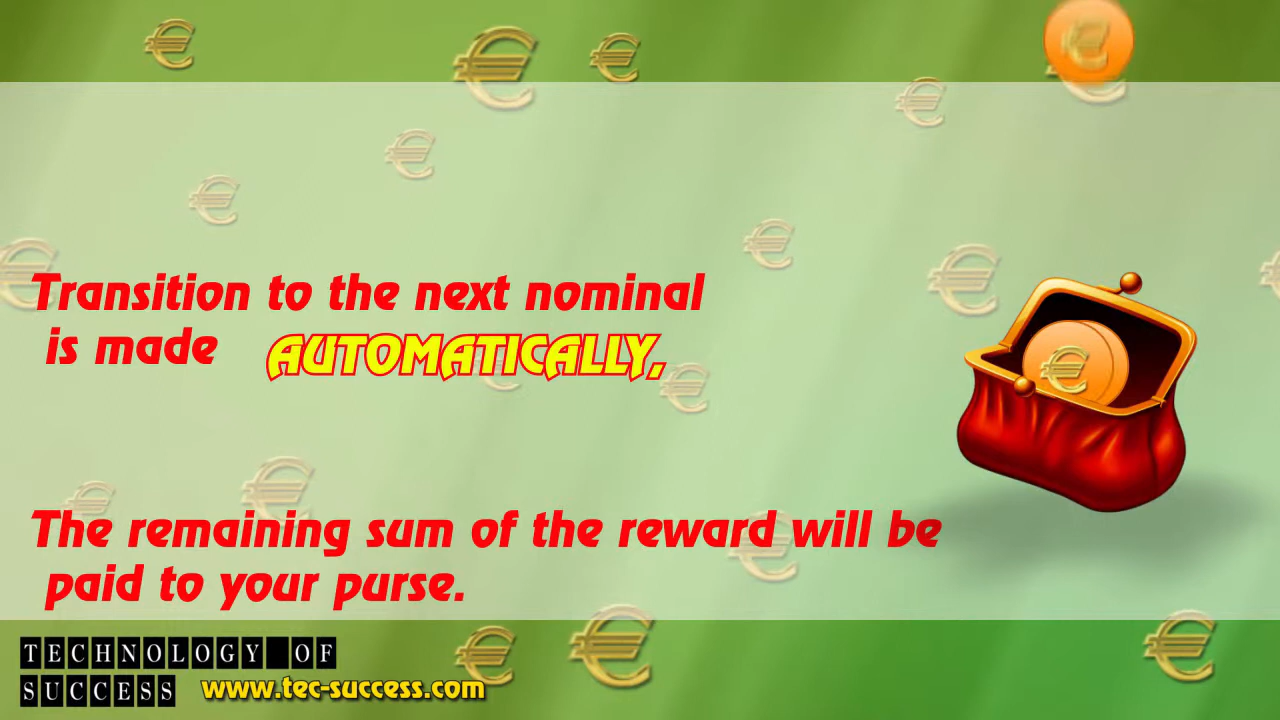 Transition to the next nominal
is made AUTOMATICALLY,
The remaining sum of the reward will be
paid to your purse.
TECHNOLOGY OF
SUCCESS www.tec-success.com